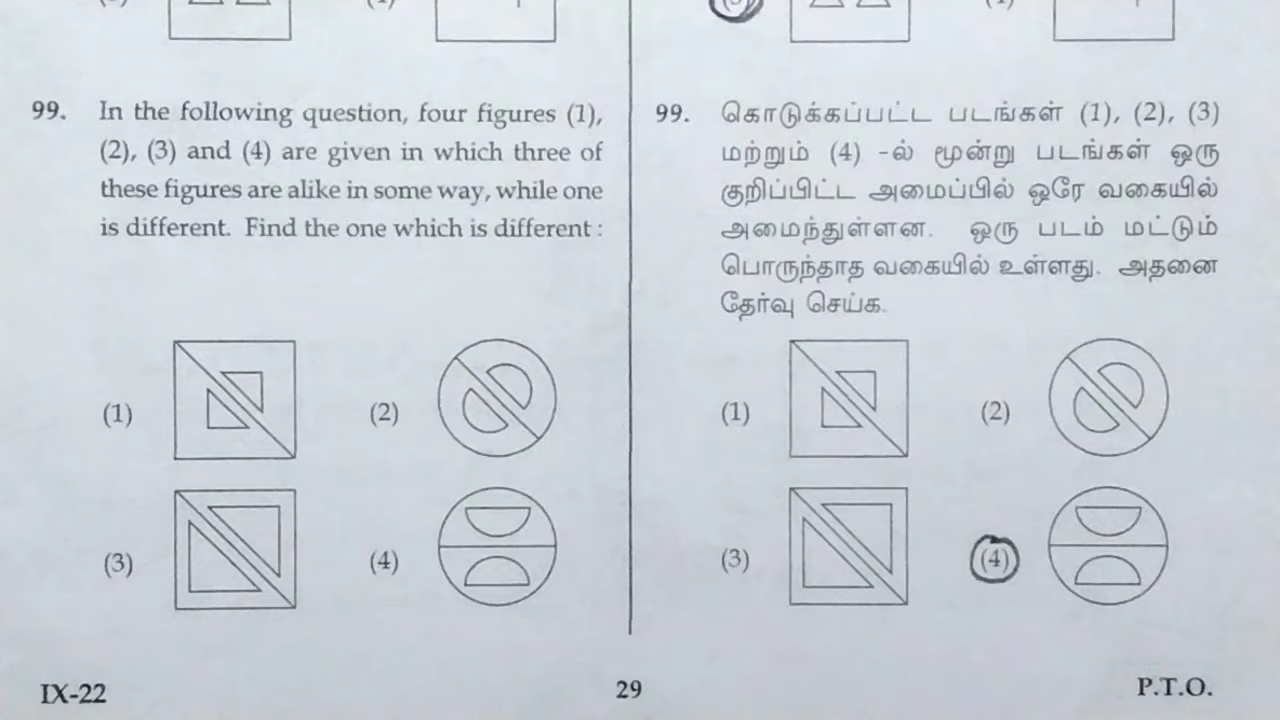 99. In the following question, four figures (1),
(2), (3) and (4) are given in which three of
these figures are alike in some way, while one
is different. Find the one which is different :
(1)
(2)
(3)
(4)
99. கொடுக்கப்பட்ட படங்கள் (1), (2), (3)
மற்றும் (4) -ல் மூன்று படங்கள் ஒரு
குறிப்பிட்ட அமைப்பில் ஒரே வகையில்
அமைந்துள்ளன. ஒரு படம் மட்டும்
பொருந்தாத வகையில் உள்ளது. அதனை
தேர்வு செய்க.
(1)
(2)
(3)
(4)
IX-22
29
P.T.O.